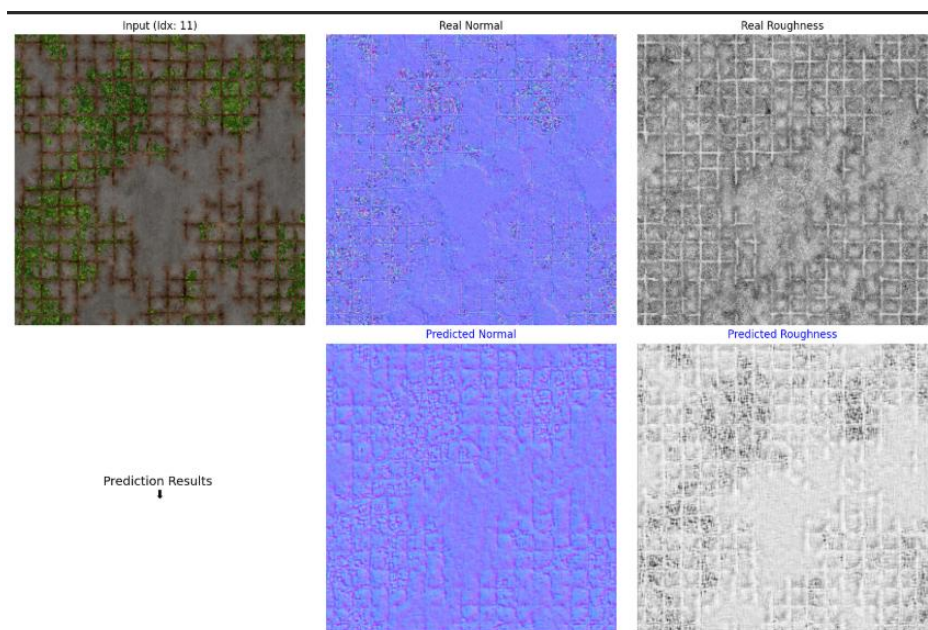 Input (Idx: 11)
Real Normal
Real Roughness
Predicted Normal
Predicted Roughness
Prediction Results
⬇